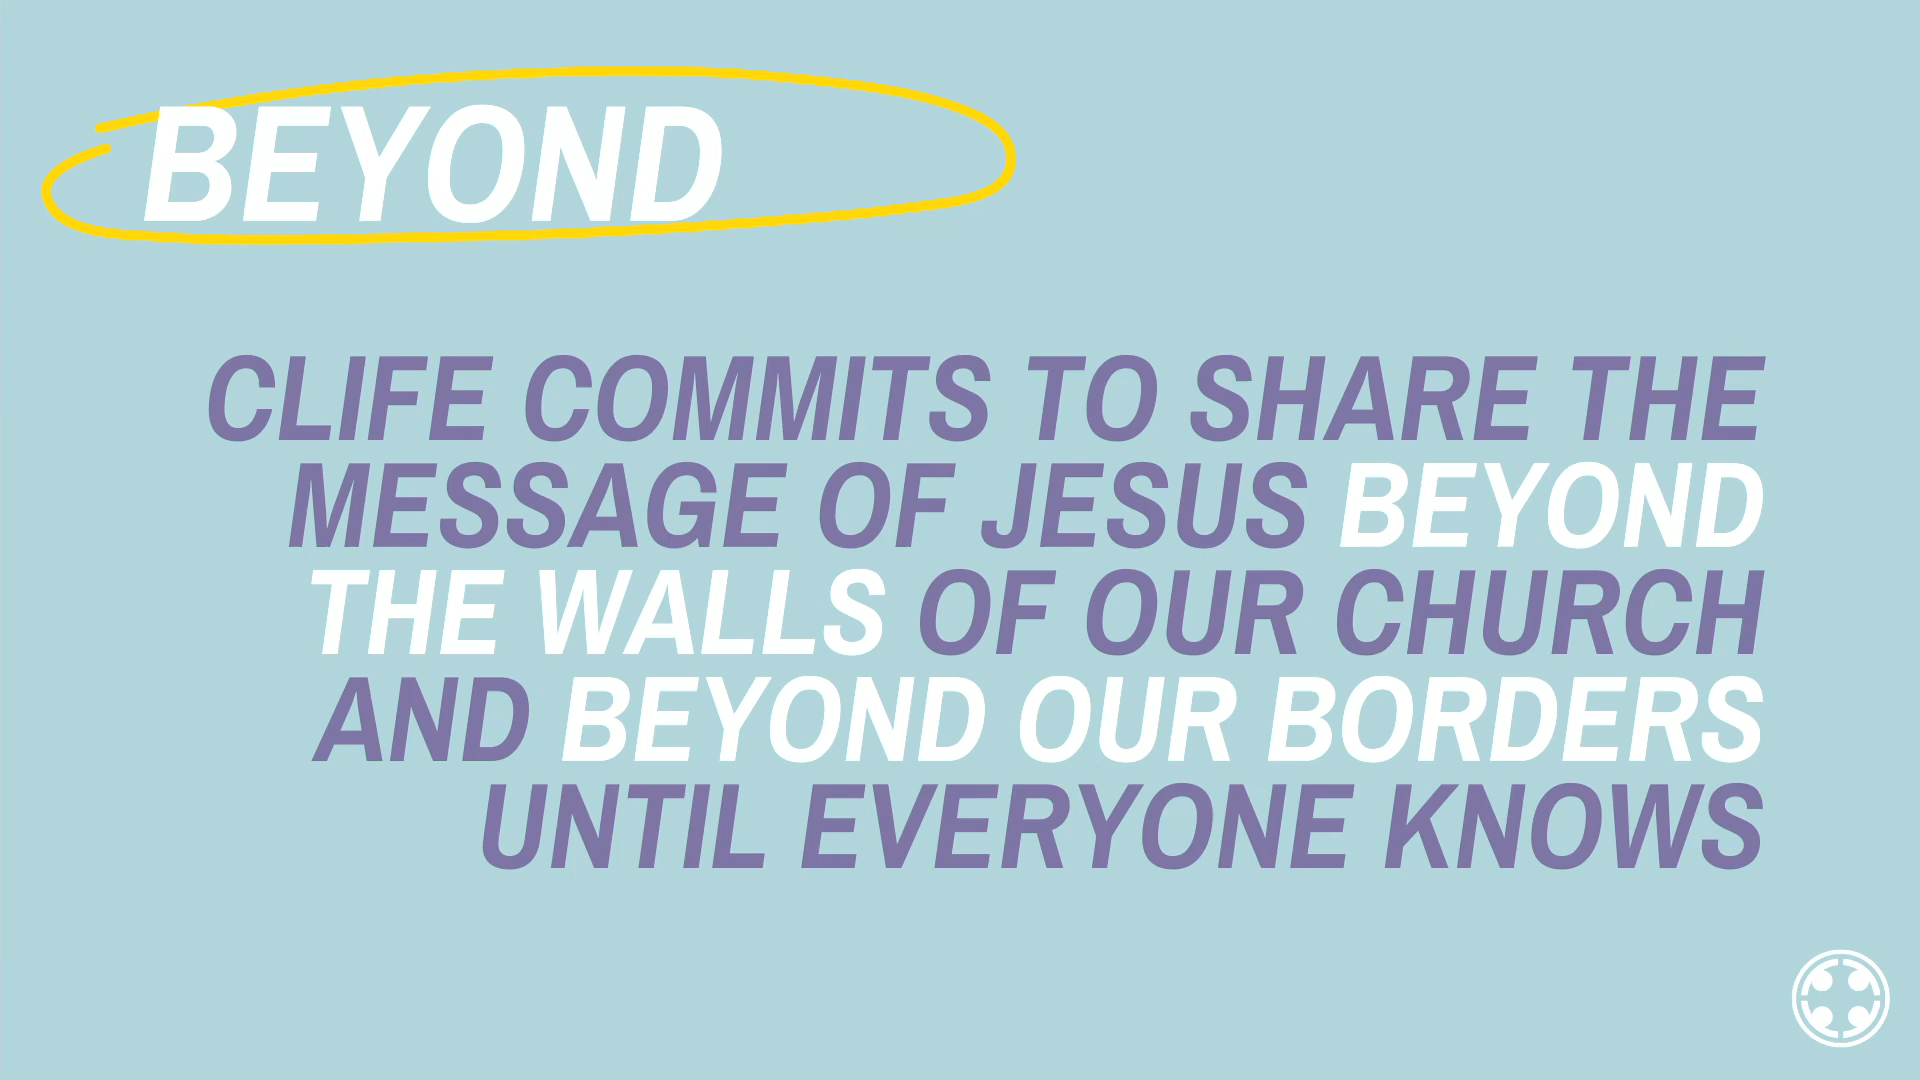 BEYOND
CLIFE COMMITS TO SHARE THE
MESSAGE OF JESUS BEYOND
THE WALLS OF OUR CHURCH
AND BEYOND OUR BORDERS
UNTIL EVERYONE KNOWS